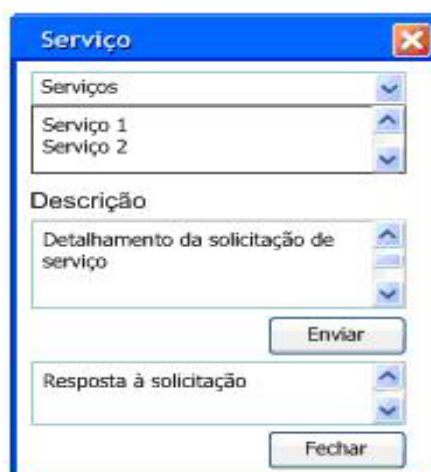 Serviço
Serviços
Serviço 1
Serviço 2
Descrição
Detalhamento da solicitação de
serviço
Enviar
Resposta à solicitação
Fechar